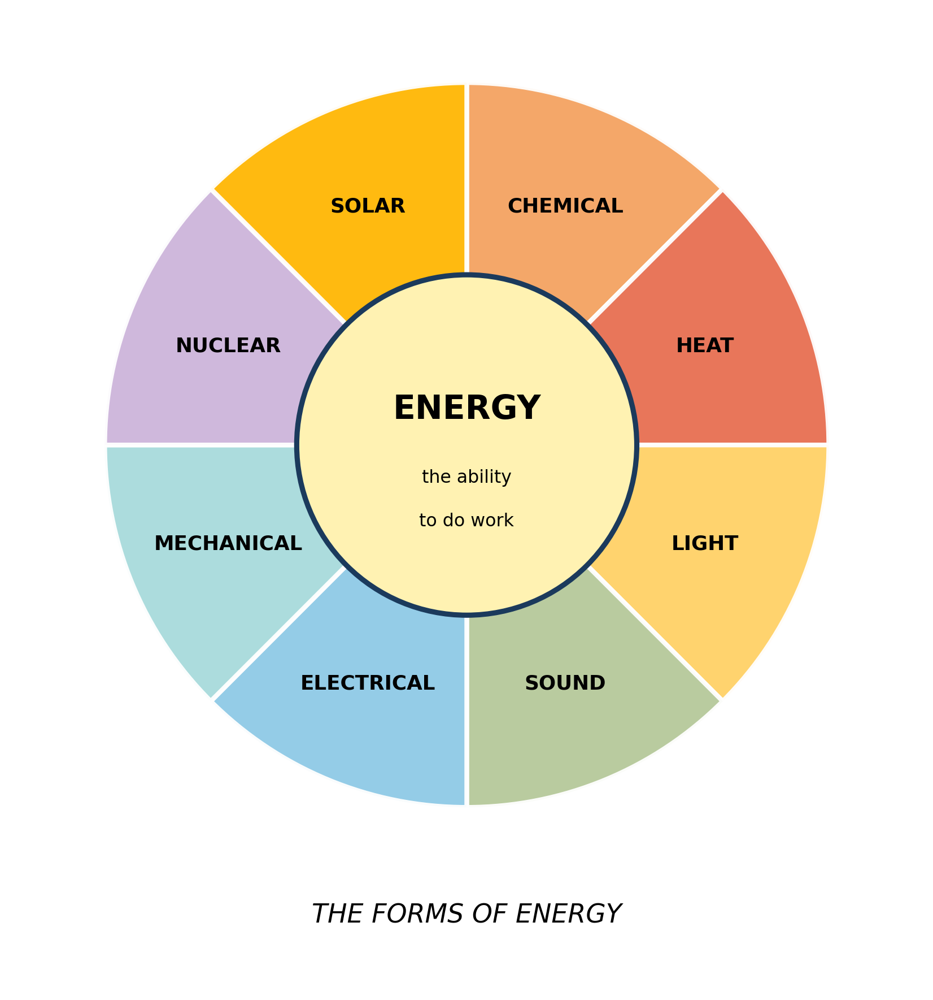 SOLAR
CHEMICAL
NUCLEAR
HEAT
ENERGY
the ability
to do work
MECHANICAL
LIGHT
ELECTRICAL
SOUND
THE FORMS OF ENERGY